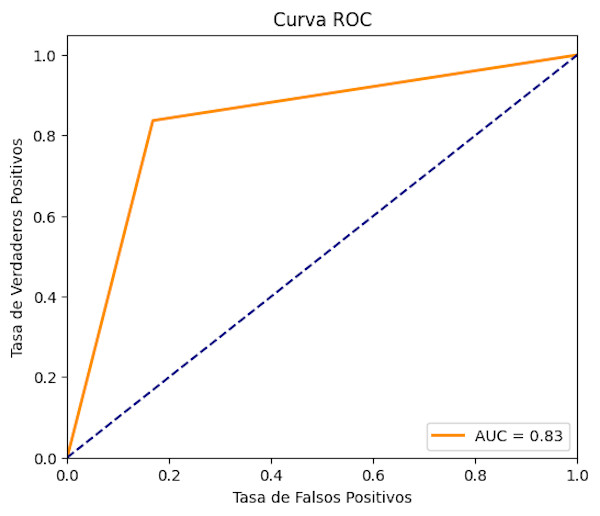 Curva ROC
1.0
0.8
0.6
0.4
0.2
0.0
Tasa de Verdaderos Positivos
AUC = 0.83
0.0 0.2 0.4 0.6 0.8 1.0
Tasa de Falsos Positivos